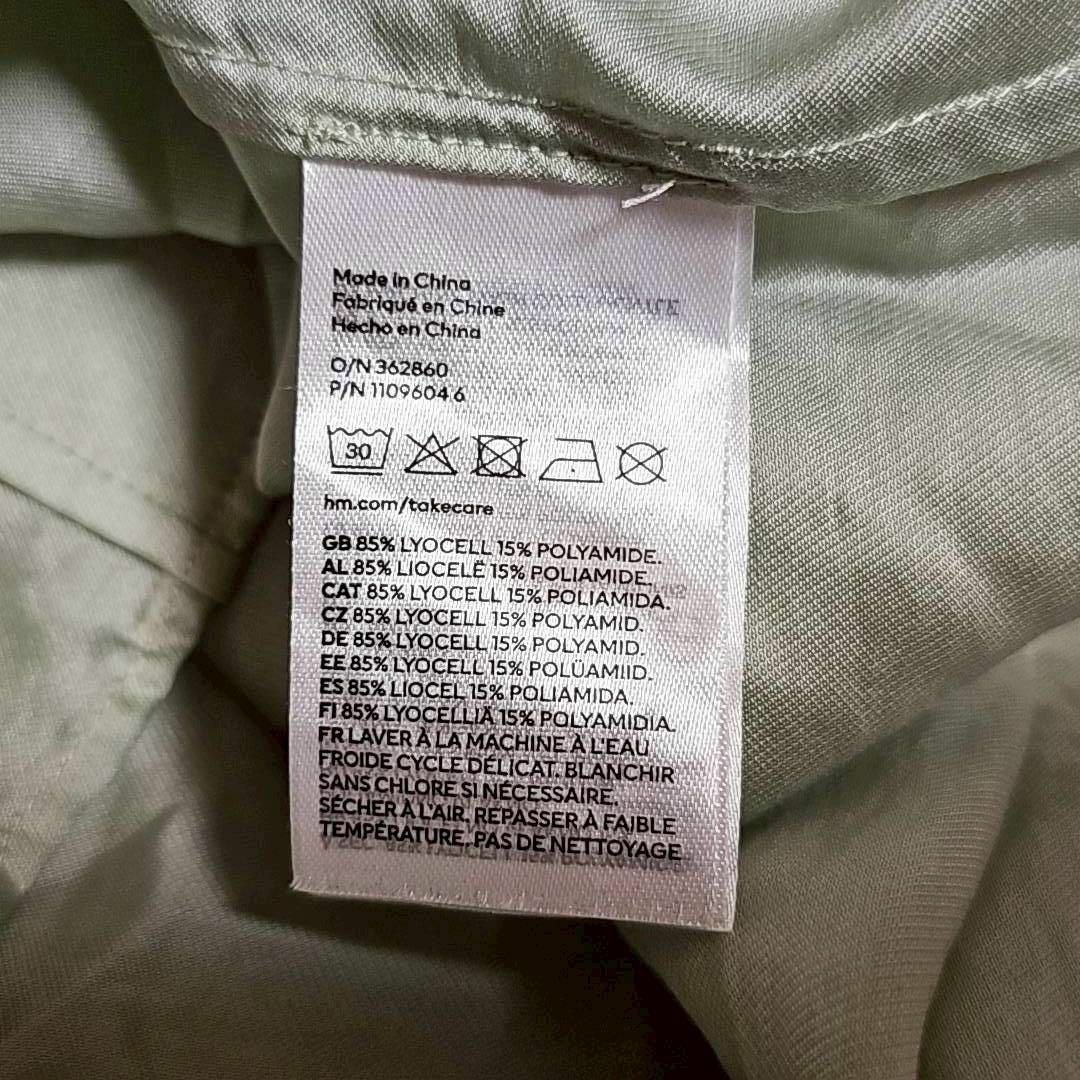 Made in China
Fabriqué en Chine
Hecho en China
O/N 362860
P/N 1109604 6
30
hm.com/takecare
GB 85% LYOCELL 15% POLYAMIDE.
AL 85% LIOCELË 15% POLIAMIDE.
CAT 85% LYOCELL 15% POLIAMIDA.
CZ 85% LYOCELL 15% POLYAMID.
DE 85% LYOCELL 15% POLYAMID.
EE 85% LYOCELL 15% POLÜAMIID.
ES 85% LIOCEL 15% POLIAMIDA.
FI 85% LYOCELLIÄ 15% POLYAMIDIA.
FR LAVER À LA MACHINE À L'EAU
FROIDE CYCLE DÉLICAT. BLANCHIR
SANS CHLORE SI NÉCESSAIRE.
SÉCHER À L'AIR. REPASSER À FAIBLE
TEMPÉRATURE. PAS DE NETTOYAGE